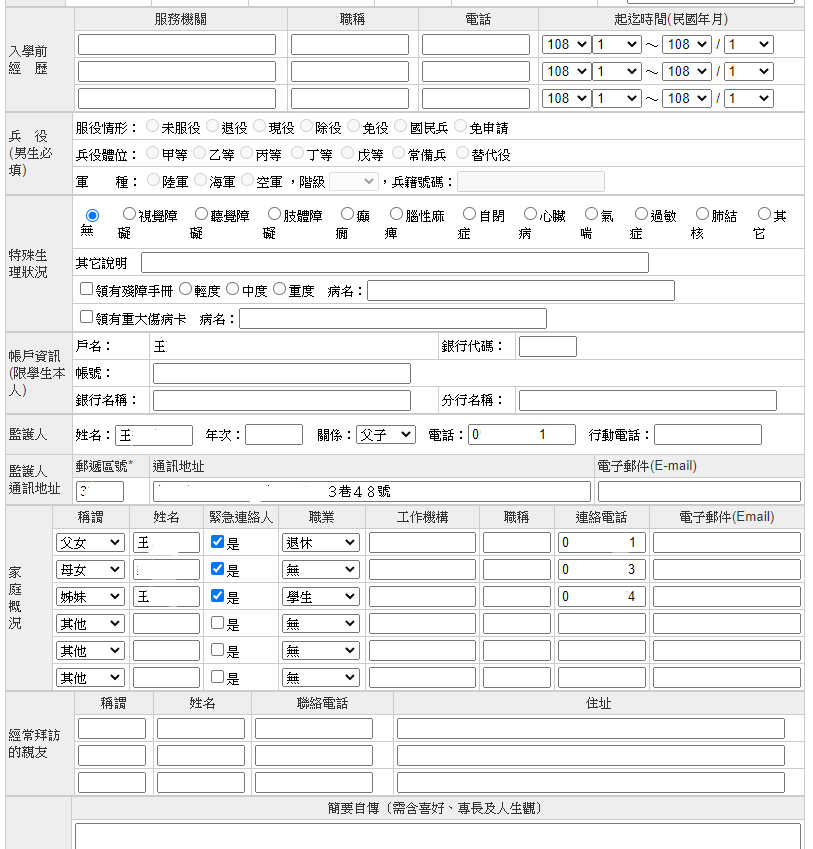 服務機關 職稱 電話 起迄時間(民國年月)
入學前
經 歷
108 1 ～ 108 / 1
108 1 ～ 108 / 1
108 1 ～ 108 / 1
兵 役
(男生必
填)
服役情形： 未服役 退役 現役 除役 免役 國民兵 免申請
兵役體位： 甲等 乙等 丙等 丁等 戊等 常備兵 替代役
軍 種： 陸軍 海軍 空軍 ，階級 ，兵籍號碼：
特殊生
理狀況
無 視覺障礙 聽覺障礙 肢體障礙 癲癇 腦性麻痺 自閉症 心臟病 氣喘 過敏症 肺結核 其它
其它說明
領有殘障手冊 輕度 中度 重度 病名：
領有重大傷病卡 病名：
帳戶資訊
(限學生本
人)
戶名： 王 銀行代碼：
帳號：
銀行名稱： 分行名稱：
監護人 姓名： 王 年次： 關係： 父子 電話： 0 1 行動電話：
監護人
通訊地址
郵遞區號* 通訊地址 電子郵件(E-mail)
3巷４８號
家
庭
概
況
稱謂 姓名 緊急連絡人 職業 工作機構 職稱 連絡電話 電子郵件(Email)
父女 王 是 退休 0 1
母女 是 無 0 3
姊妹 王 是 學生 0 4
其他 是 無
其他 是 無
其他 是 無
經常拜訪
的親友
稱謂 姓名 聯絡電話 住址
簡要自傳〔需含喜好、專長及人生觀〕